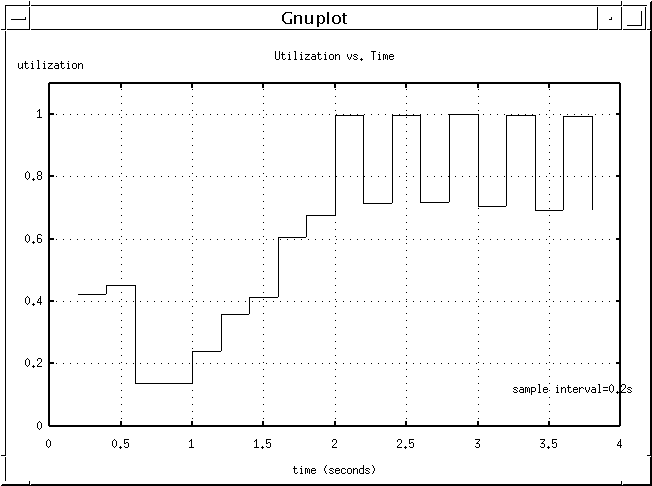 Gnuplot
Utilization vs. Time
utilization
1
0.8
0.6
0.4
0.2
sample interval=0.2s
0
0 0.5 1 1.5 2 2.5 3 3.5 4
time (seconds)